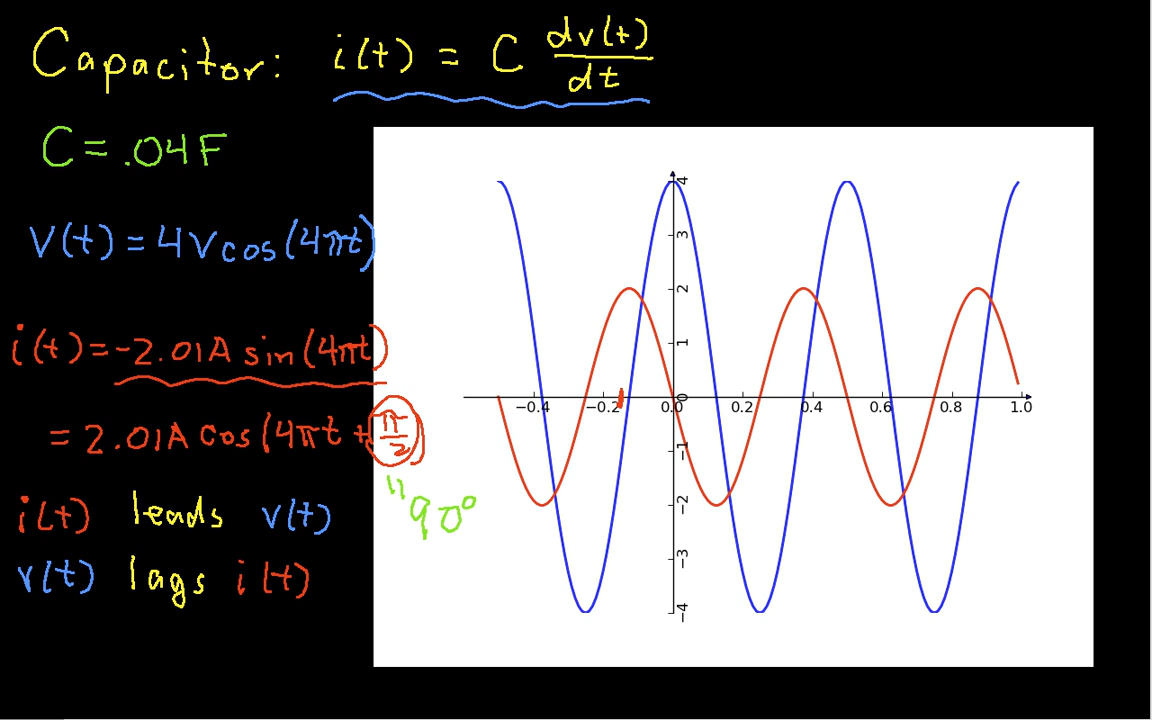 Capacitor: i(t) = C dv(t)/dt
C = .04F
V(t) = 4V cos(4πt)
i(t) = -2.01A sin(4πt)
= 2.01A cos(4πt + π/2)
"90°
i(t) leads v(t)
v(t) lags i(t)
4
3
2
1
0
−0.4 −0.2 0.0 0.2 0.4 0.6 0.8 1.0
−1
−2
−3
−4